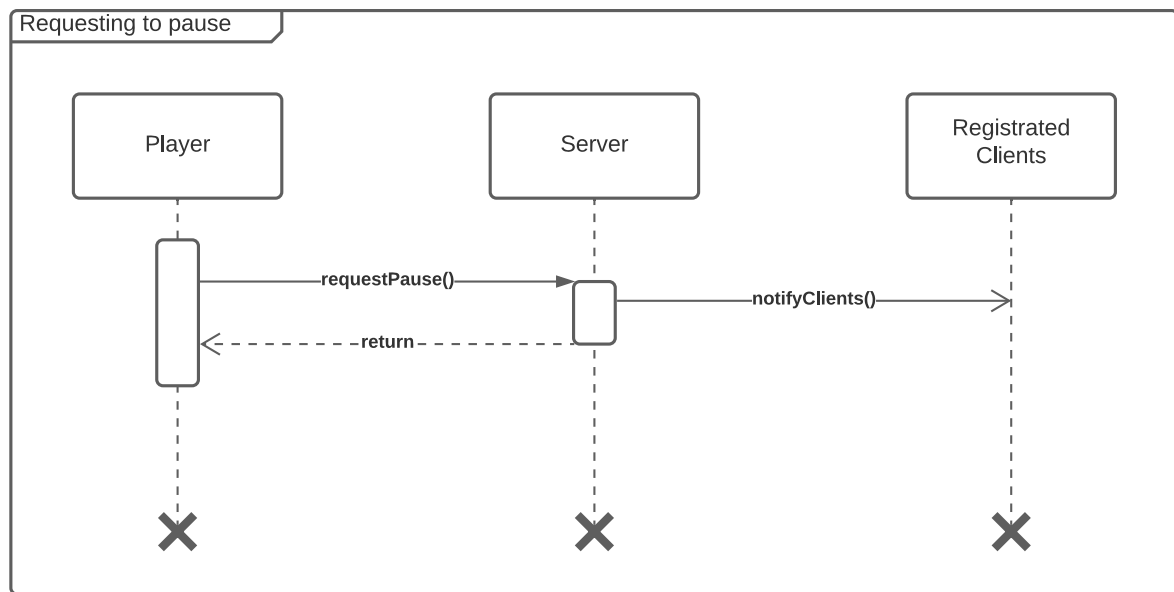 Requesting to pause
Player
Server
Registrated
Clients
requestPause()
notifyClients()
return